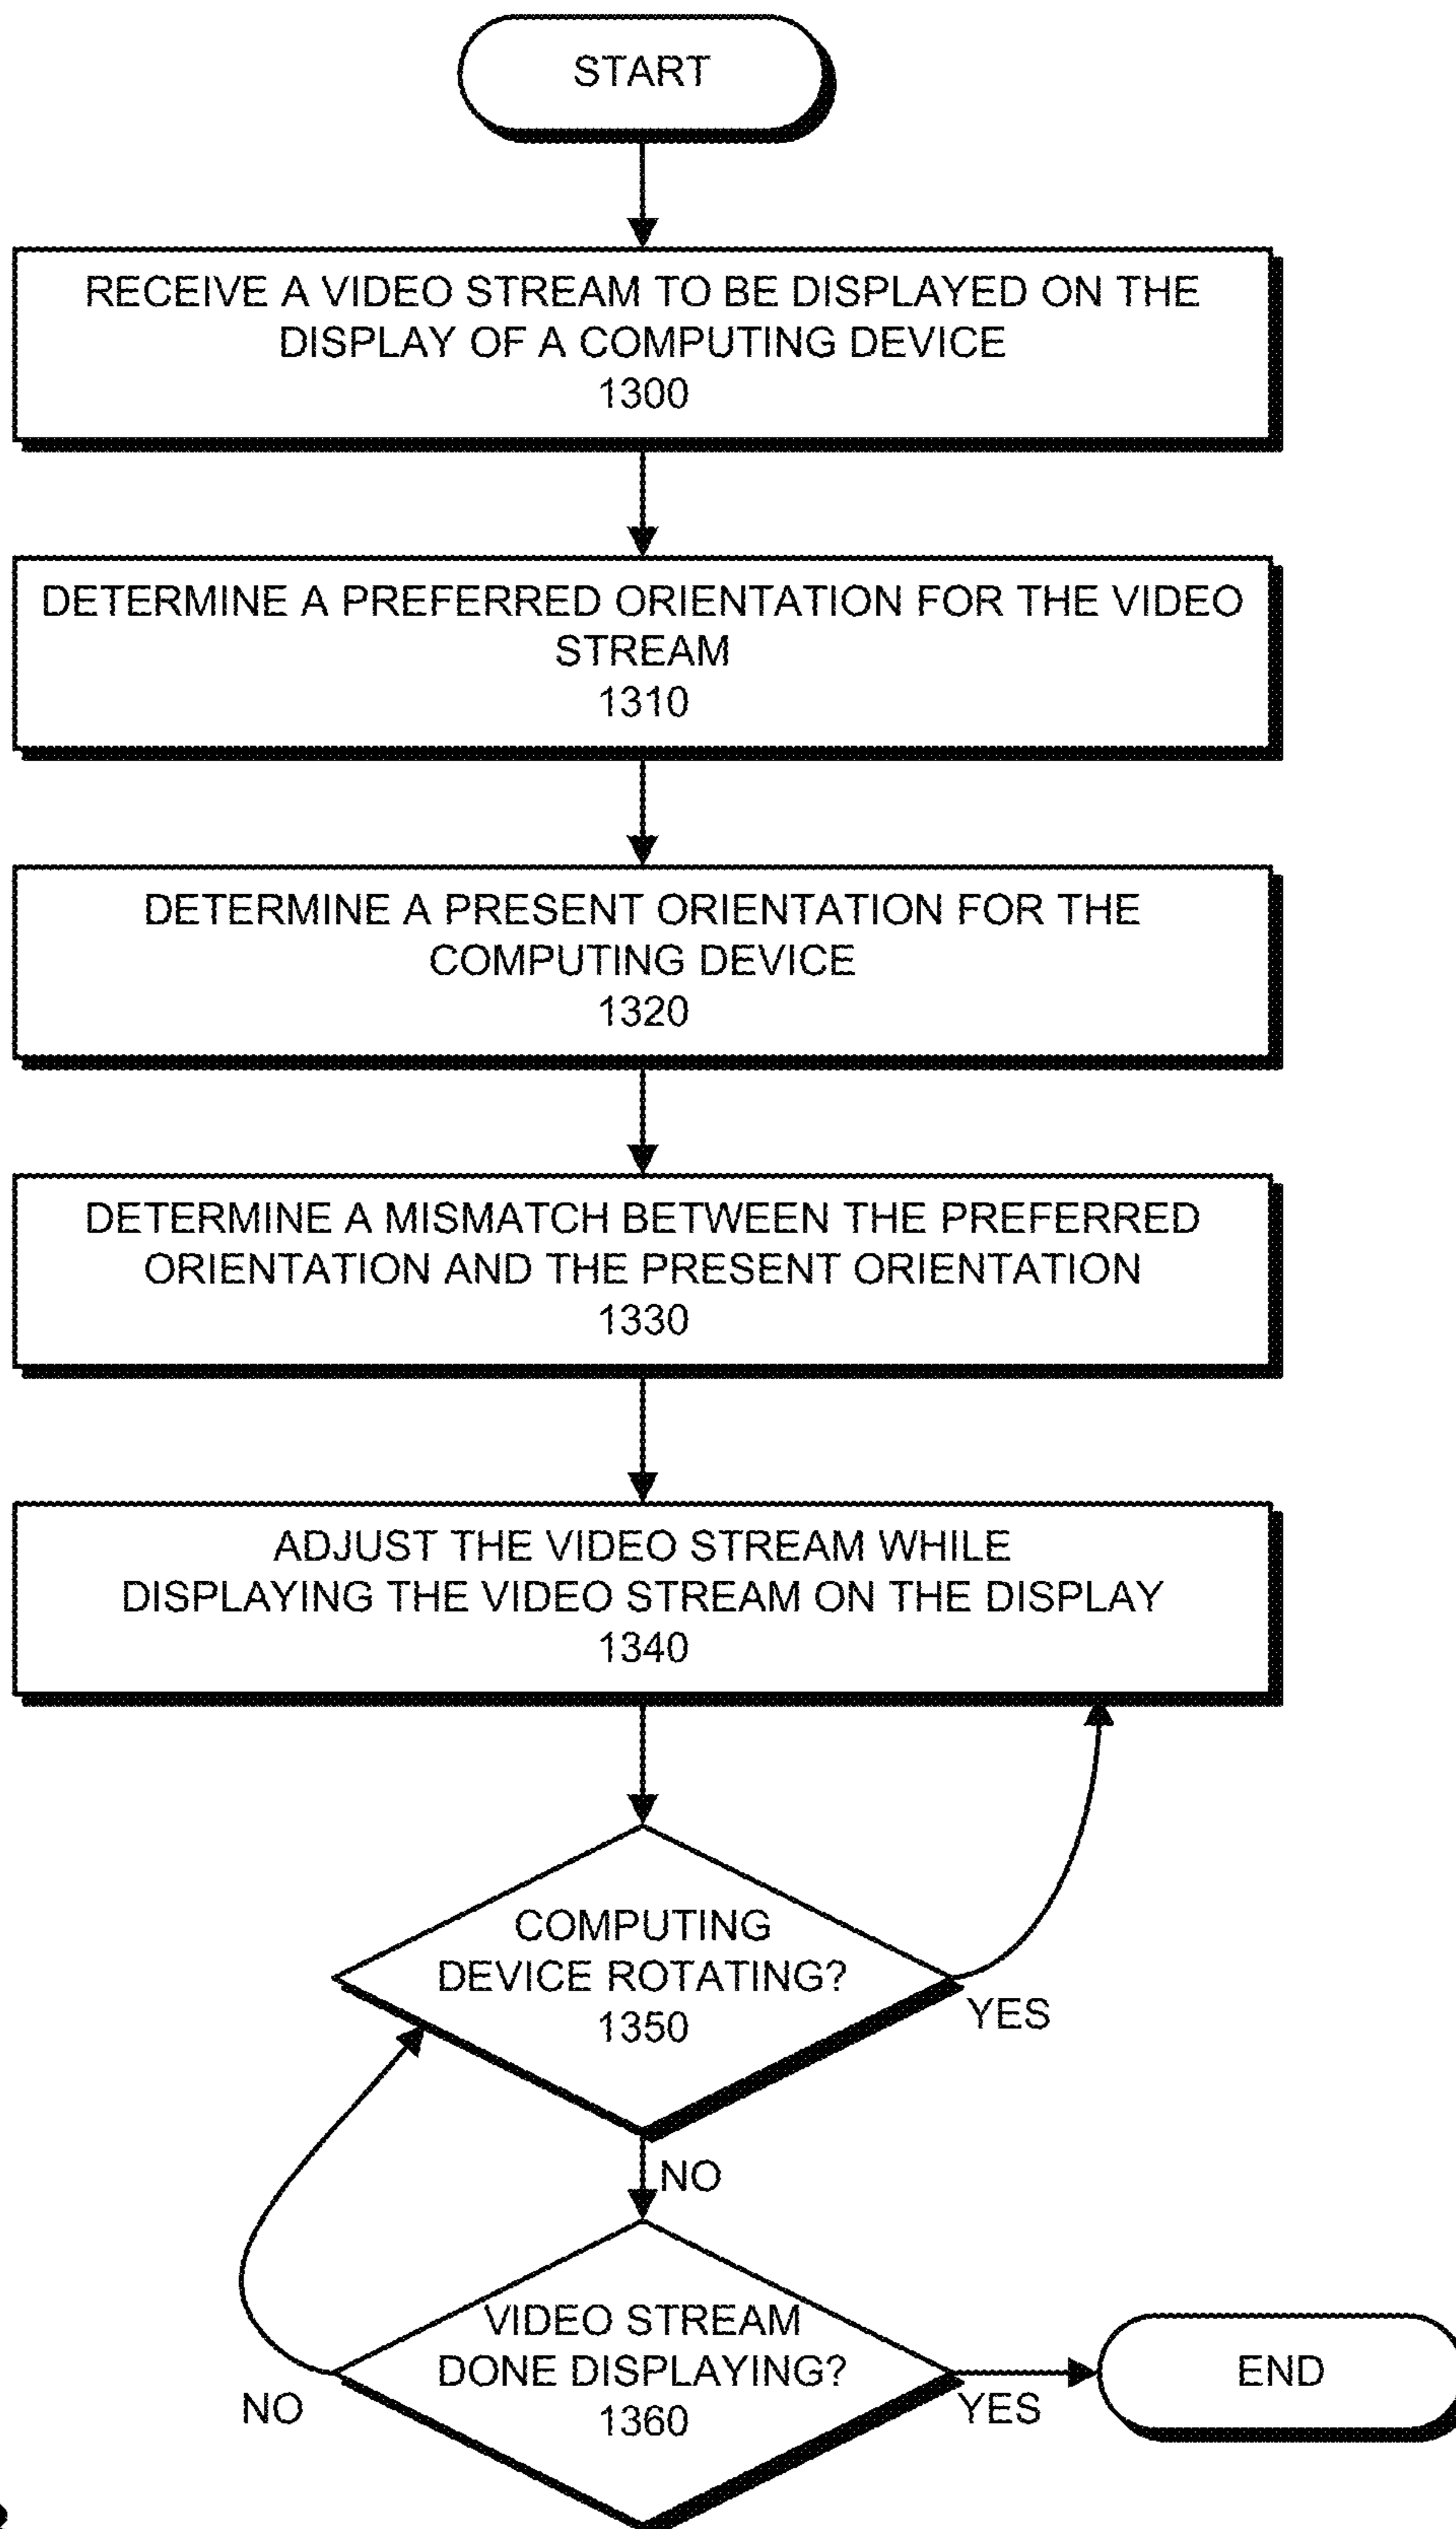 START
RECEIVE A VIDEO STREAM TO BE DISPLAYED ON THE
DISPLAY OF A COMPUTING DEVICE
1300
DETERMINE A PREFERRED ORIENTATION FOR THE VIDEO
STREAM
1310
DETERMINE A PRESENT ORIENTATION FOR THE
COMPUTING DEVICE
1320
DETERMINE A MISMATCH BETWEEN THE PREFERRED
ORIENTATION AND THE PRESENT ORIENTATION
1330
ADJUST THE VIDEO STREAM WHILE
DISPLAYING THE VIDEO STREAM ON THE DISPLAY
1340
COMPUTING
DEVICE ROTATING?
1350
YES
NO
VIDEO STREAM
DONE DISPLAYING?
1360
NO
YES
END